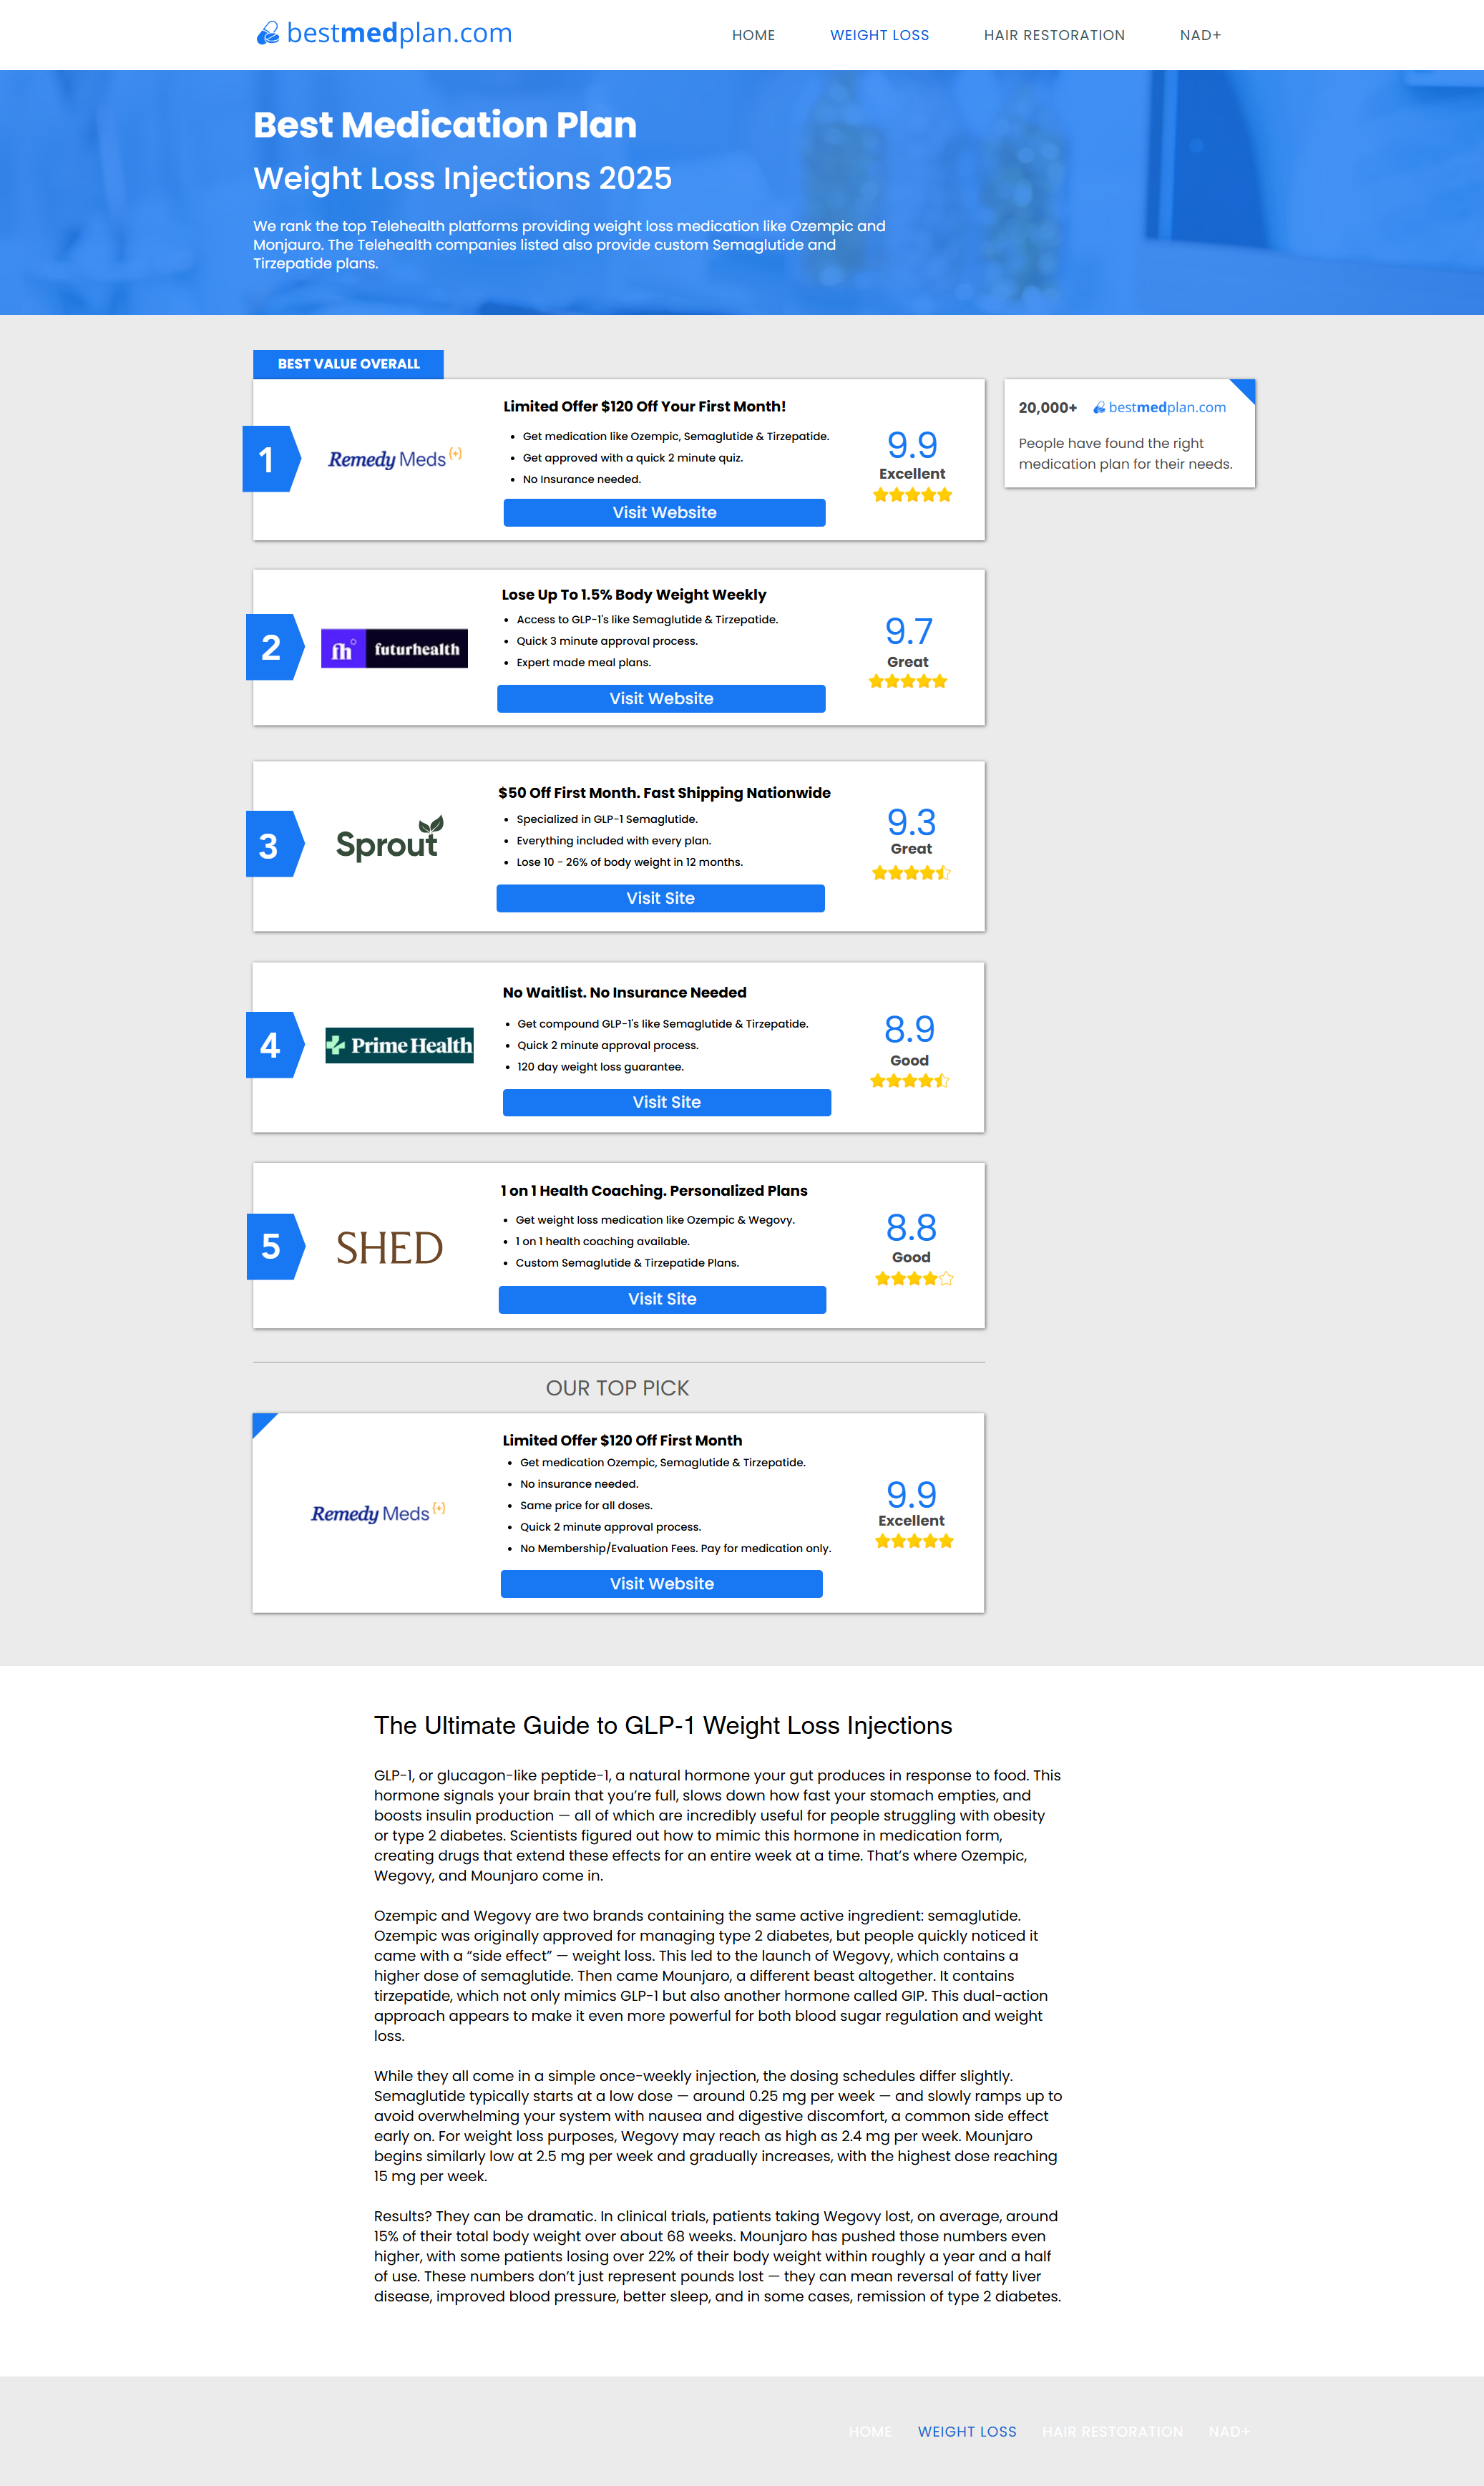 bestmedplan.com
HOME
WEIGHT LOSS
HAIR RESTORATION
NAD+
Best Medication Plan
Weight Loss Injections 2025
We rank the top Telehealth platforms providing weight loss medication like Ozempic and
Monjauro. The Telehealth companies listed also provide custom Semaglutide and
Tirzepatide plans.
BEST VALUE OVERALL
1
Remedy Meds {+}
Limited Offer $120 Off Your First Month!
• Get medication like Ozempic, Semaglutide & Tirzepatide.
• Get approved with a quick 2 minute quiz.
• No Insurance needed.
Visit Website
9.9
Excellent
20,000+ bestmedplan.com
People have found the right
medication plan for their needs.
2
fh futurhealth
Lose Up To 1.5% Body Weight Weekly
• Access to GLP-1's like Semaglutide & Tirzepatide.
• Quick 3 minute approval process.
• Expert made meal plans.
Visit Website
9.7
Great
3
Sprout
$50 Off First Month. Fast Shipping Nationwide
• Specialized in GLP-1 Semaglutide.
• Everything included with every plan.
• Lose 10 - 26% of body weight in 12 months.
Visit Site
9.3
Great
4
Prime Health
No Waitlist. No Insurance Needed
• Get compound GLP-1's like Semaglutide & Tirzepatide.
• Quick 2 minute approval process.
• 120 day weight loss guarantee.
Visit Site
8.9
Good
5
SHED
1 on 1 Health Coaching. Personalized Plans
• Get weight loss medication like Ozempic & Wegovy.
• 1 on 1 health coaching available.
• Custom Semaglutide & Tirzepatide Plans.
Visit Site
8.8
Good
OUR TOP PICK
Remedy Meds {+}
Limited Offer $120 Off First Month
• Get medication Ozempic, Semaglutide & Tirzepatide.
• No insurance needed.
• Same price for all doses.
• Quick 2 minute approval process.
• No Membership/Evaluation Fees. Pay for medication only.
Visit Website
9.9
Excellent
The Ultimate Guide to GLP-1 Weight Loss Injections
GLP-1, or glucagon-like peptide-1, a natural hormone your gut produces in response to food. This
hormone signals your brain that you’re full, slows down how fast your stomach empties, and
boosts insulin production — all of which are incredibly useful for people struggling with obesity
or type 2 diabetes. Scientists figured out how to mimic this hormone in medication form,
creating drugs that extend these effects for an entire week at a time. That’s where Ozempic,
Wegovy, and Mounjaro come in.
Ozempic and Wegovy are two brands containing the same active ingredient: semaglutide.
Ozempic was originally approved for managing type 2 diabetes, but people quickly noticed it
came with a “side effect” — weight loss. This led to the launch of Wegovy, which contains a
higher dose of semaglutide. Then came Mounjaro, a different beast altogether. It contains
tirzepatide, which not only mimics GLP-1 but also another hormone called GIP. This dual-action
approach appears to make it even more powerful for both blood sugar regulation and weight
loss.
While they all come in a simple once-weekly injection, the dosing schedules differ slightly.
Semaglutide typically starts at a low dose — around 0.25 mg per week — and slowly ramps up to
avoid overwhelming your system with nausea and digestive discomfort, a common side effect
early on. For weight loss purposes, Wegovy may reach as high as 2.4 mg per week. Mounjaro
begins similarly low at 2.5 mg per week and gradually increases, with the highest dose reaching
15 mg per week.
Results? They can be dramatic. In clinical trials, patients taking Wegovy lost, on average, around
15% of their total body weight over about 68 weeks. Mounjaro has pushed those numbers even
higher, with some patients losing over 22% of their body weight within roughly a year and a half
of use. These numbers don’t just represent pounds lost — they can mean reversal of fatty liver
disease, improved blood pressure, better sleep, and in some cases, remission of type 2 diabetes.
HOME
WEIGHT LOSS
HAIR RESTORATION
NAD+